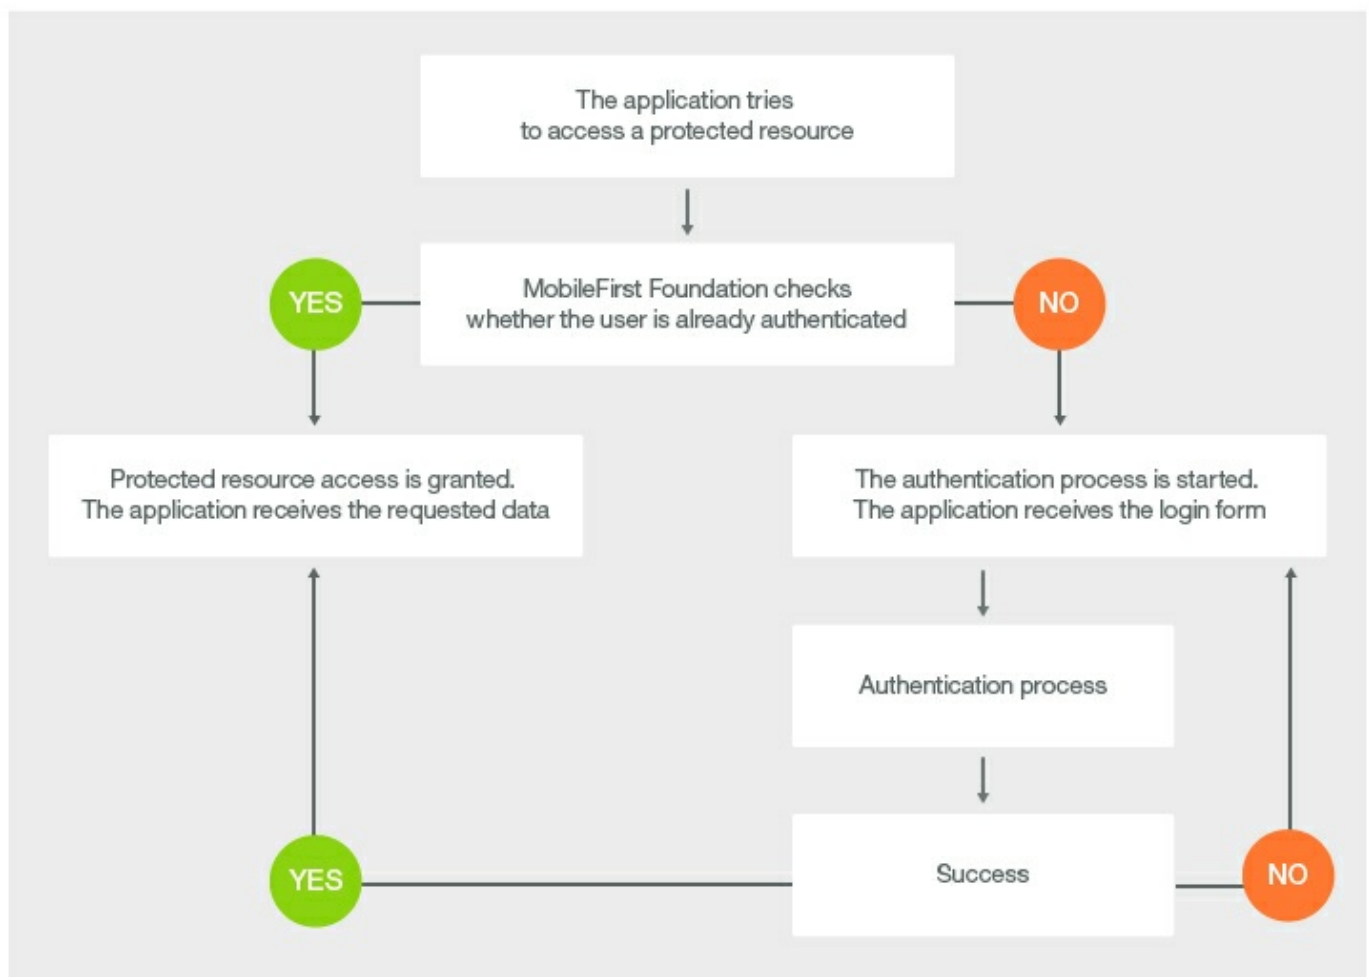 The application tries
to access a protected resource
YES
MobileFirst Foundation checks
whether the user is already authenticated
NO
Protected resource access is granted.
The application receives the requested data
The authentication process is started.
The application receives the login form
Authentication process
YES
Success
NO